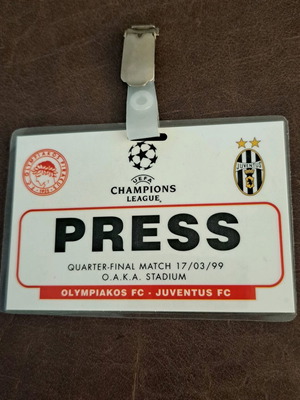 JUVENTUS
UEFA
CHAMPIONS
LEAGUE
PRESS
QUARTER-FINAL MATCH 17/03/99
O.A.K.A. STADIUM
OLYMPIAKOS FC - JUVENTUS FC